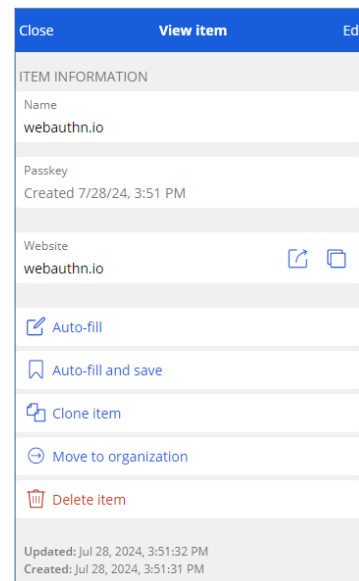 Close View item Ed
ITEM INFORMATION
Name
webauthn.io
Passkey
Created 7/28/24, 3:51 PM
Website
webauthn.io
Auto-fill
Auto-fill and save
Clone item
Move to organization
Delete item
Updated: Jul 28, 2024, 3:51:32 PM
Created: Jul 28, 2024, 3:51:31 PM